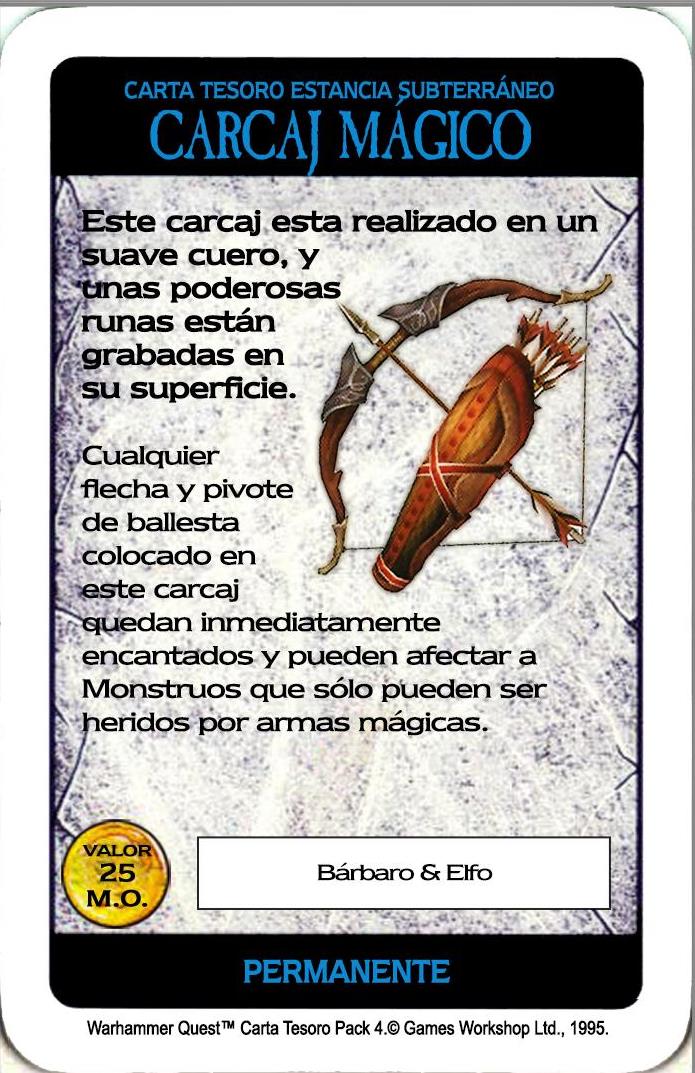 CARTA TESORO ESTANCIA SUBTERRÁNEO
CARCAJ MÁGICO
Este carcaj esta realizado en un
suave cuero, y
unas poderosas
runas están
grabadas en
su superficie.
Cualquier
flecha y pivote
de ballesta
colocado en
este carcaj
quedan inmediatamente
encantados y pueden afectar a
Monstruos que sólo pueden ser
heridos por armas mágicas.
VALOR
25
M.O.
Bárbaro & Elfo
PERMANENTE
Warhammer Quest™ Carta Tesoro Pack 4.© Games Workshop Ltd., 1995.